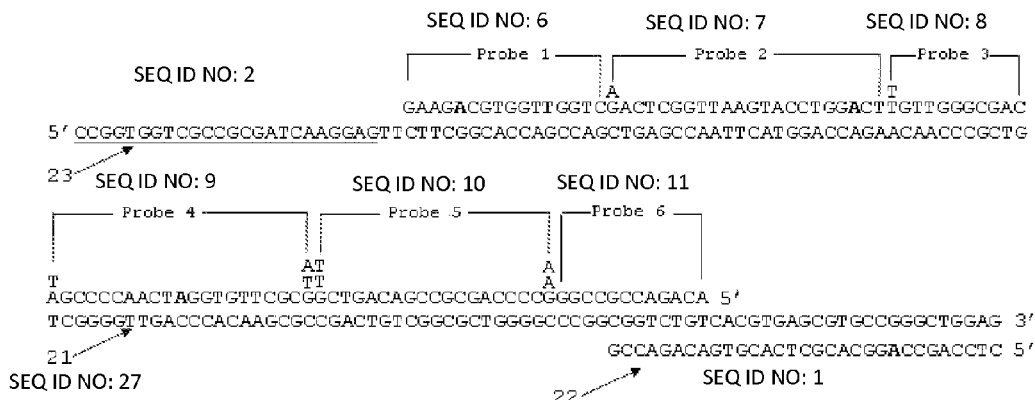 SEQ ID NO: 6 SEQ ID NO: 7 SEQ ID NO: 8
Probe 1 Probe 2 Probe 3
SEQ ID NO: 2
A T
GAAGACGTGGTTGGTCGACTCGGTTAAGTACCTGGACTTGTTGGGCGAC
5’ CCGGTGGTCGCCGCGATCAAGGAGTTCTTCGGCACCAGCCAGCTGAGCCAATTCATGGACCAGAACAACCCGCTG
23
SEQ ID NO: 9 SEQ ID NO: 10 SEQ ID NO: 11
Probe 4 Probe 5 Probe 6
AT A
T TT A
AGCCCCAACTAGGTGTTCGCGGCTGACAGCCGCGACCCCGGGCCGCCAGACA 5’
TCGGGGTTGACCCACAAGCGCCGACTGTCGGCGCTGGGGCCCGGCGGTCTGTCACGTGAGCGTGCCGGGCTGGAG 3’
21 GCCAGACAGTGCACTCGCACGGACCGACCTC 5’
SEQ ID NO: 27 22 SEQ ID NO: 1